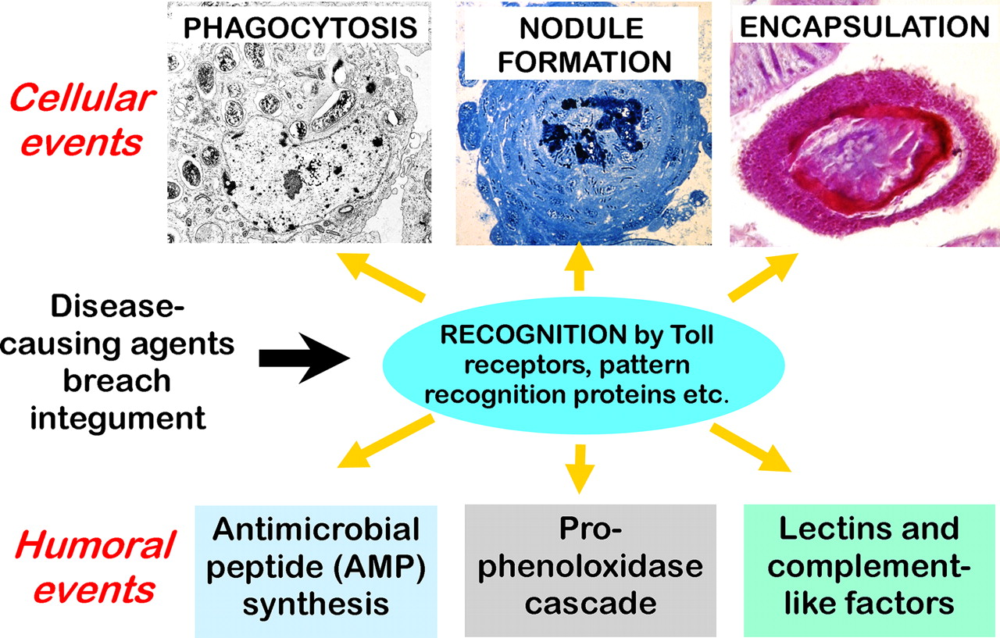 PHAGOCYTOSIS
NODULE
FORMATION
ENCAPSULATION
Cellular
events
Disease-
causing agents
breach
integument
RECOGNITION by Toll
receptors, pattern
recognition proteins etc.
Humoral
events
Antimicrobial
peptide (AMP)
synthesis
Pro-
phenoloxidase
cascade
Lectins and
complement-
like factors